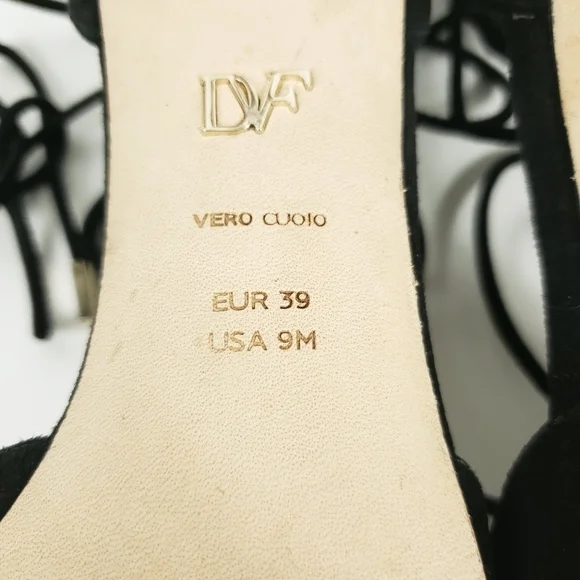 DVF
VERO CUOIO
EUR 39
USA 9M